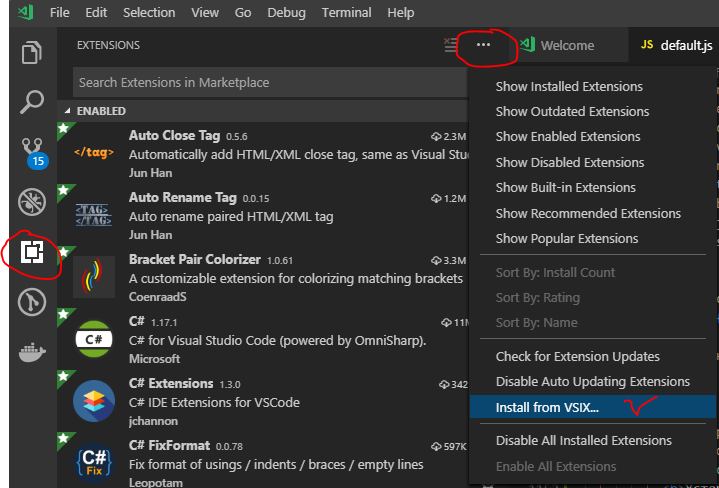 File Edit Selection View Go Debug Terminal Help
EXTENSIONS
Welcome
JS default.js
Search Extensions in Marketplace
ENABLED
Auto Close Tag 0.5.6 2.3M
Automatically add HTML/XML close tag, same as Visual Stu
Jun Han
</tag>
Auto Rename Tag 0.0.15 1.2M
Auto rename paired HTML/XML tag
Jun Han
<TAG>
</TAG>
Bracket Pair Colorizer 1.0.61 3.3M
A customizable extension for colorizing matching brackets
CoenraadS
C# 1.17.1 11M
C# for Visual Studio Code (powered by OmniSharp).
Microsoft
C#
C# Extensions 1.3.0 342
C# IDE Extensions for VSCode
jchannon
C# FixFormat 0.0.78 597K
Fix format of usings / indents / braces / empty lines
Leopotam
C#
Fix
15
Show Installed Extensions
Show Outdated Extensions
Show Enabled Extensions
Show Disabled Extensions
Show Built-in Extensions
Show Recommended Extensions
Show Popular Extensions
Sort By: Install Count
Sort By: Rating
Sort By: Name
Check for Extension Updates
Disable Auto Updating Extensions
Install from VSIX...
Disable All Installed Extensions
Enable All Extensions